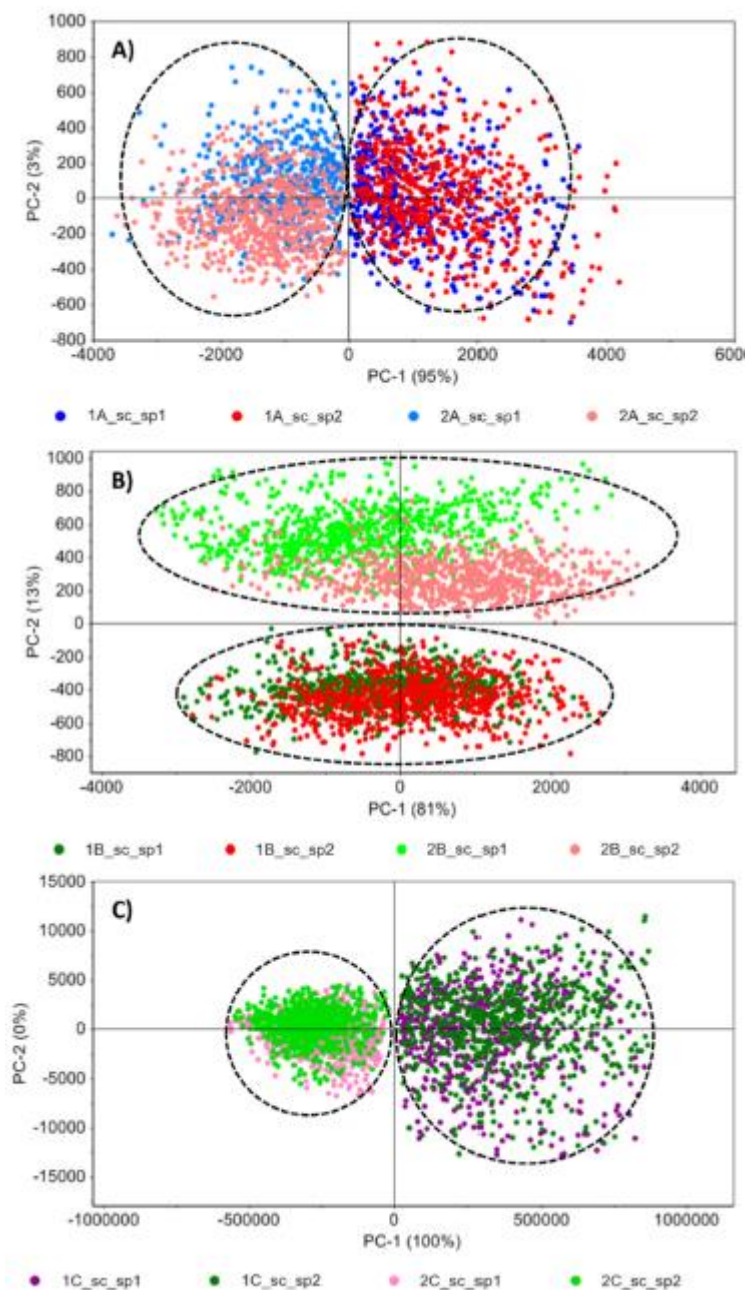 A)
1000
800
600
400
200
0
-200
-400
-600
-800
PC-2 (3%)
-4000 -2000 0 2000 4000 6000
PC-1 (95%)
1A_sc_sp1 1A_sc_sp2 2A_sc_sp1 2A_sc_sp2
B)
1000
800
600
400
200
0
-200
-400
-600
-800
PC-2 (13%)
-4000 -2000 0 2000 4000
PC-1 (81%)
1B_sc_sp1 1B_sc_sp2 2B_sc_sp1 2B_sc_sp2
C)
15000
10000
5000
0
-5000
-10000
-15000
PC-2 (0%)
-1000000 -500000 0 500000 1000000
PC-1 (100%)
1C_sc_sp1 1C_sc_sp2 2C_sc_sp1 2C_sc_sp2